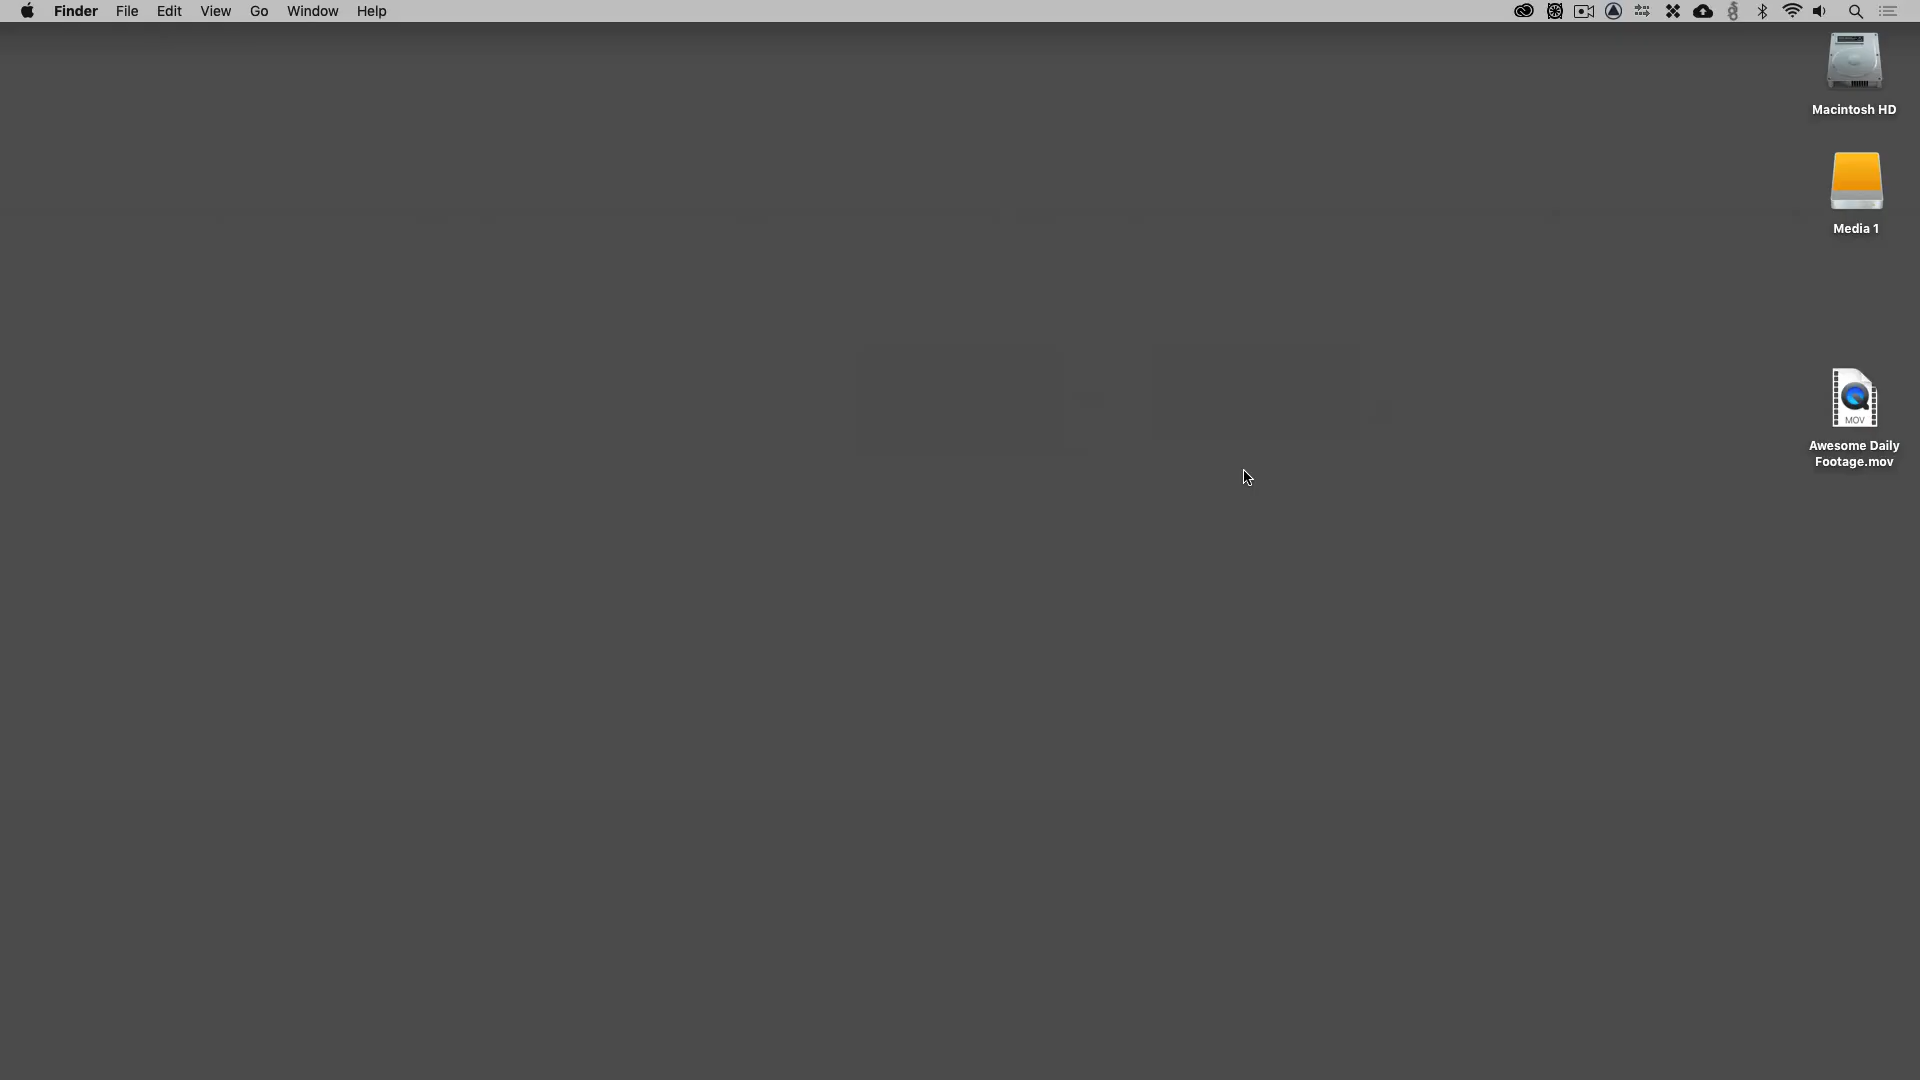 Finder File Edit View Go Window Help
Macintosh HD
Media 1
MOV
Awesome Daily
Footage.mov